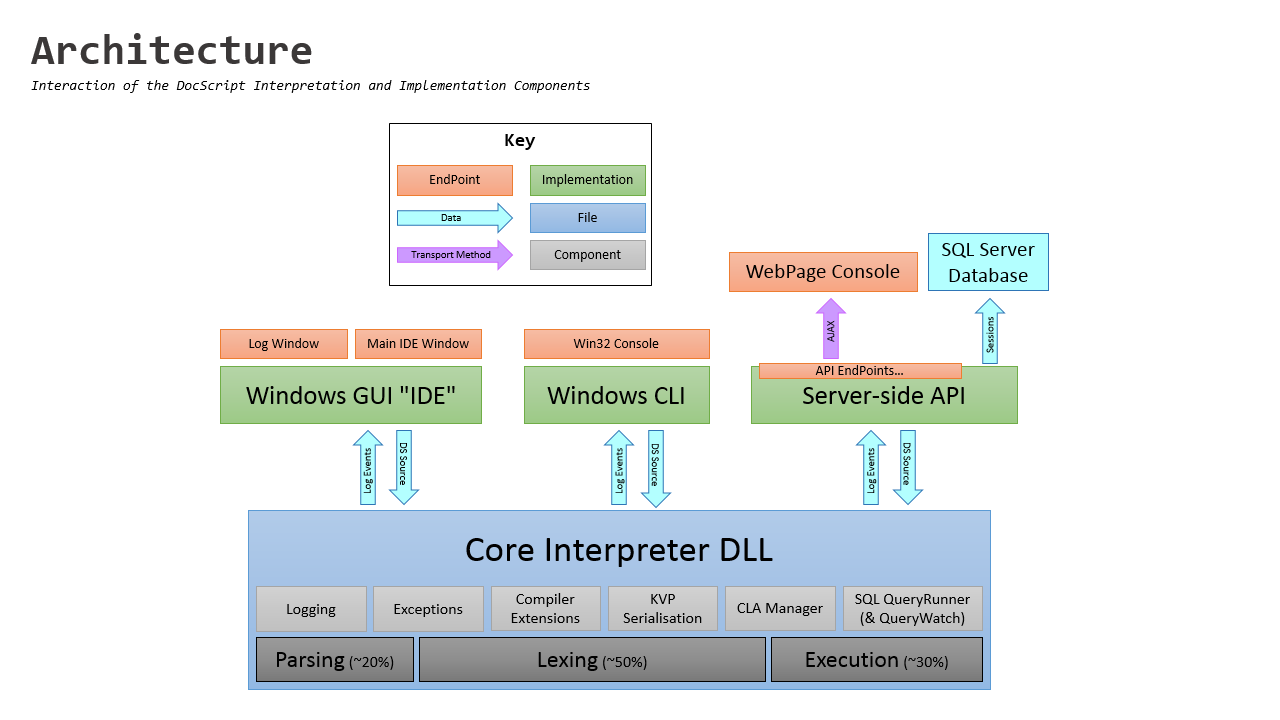 Architecture
Interaction of the DocScript Interpretation and Implementation Components
Key
EndPoint
Implementation
Data
File
Transport Method
Component
WebPage Console
SQL Server
Database
AJAX
Sessions
Log Window
Main IDE Window
Win32 Console
API EndPoints…
Windows GUI "IDE"
Windows CLI
Server-side API
Log Events
DS Source
Log Events
DS Source
Log Events
DS Source
Core Interpreter DLL
Logging
Exceptions
Compiler
Extensions
KVP
Serialisation
CLA Manager
SQL QueryRunner
(& QueryWatch)
Parsing (~20%)
Lexing (~50%)
Execution (~30%)